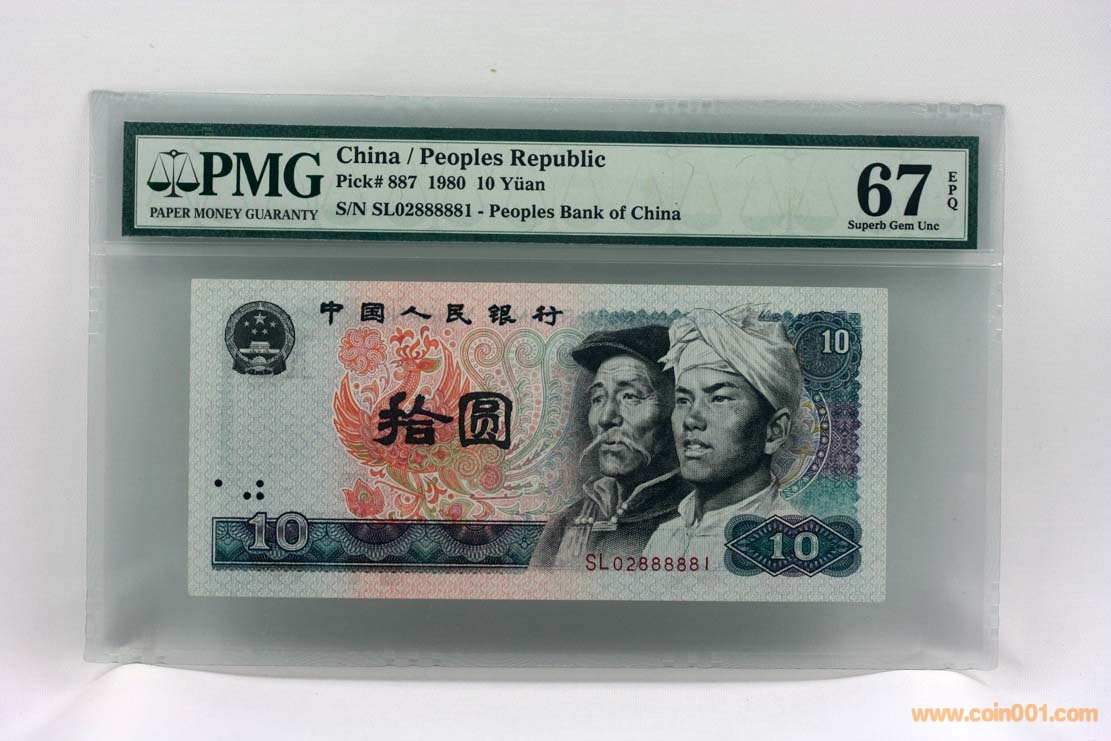 PMG
PAPER MONEY GUARANTY
China / Peoples Republic
Pick# 887 1980 10 Yüan
S/N SL02888881 - Peoples Bank of China
67
EPQ
Superb Gem Unc
中国人民银行
10
拾圆
10
SL02888881
10
www.coin001.com